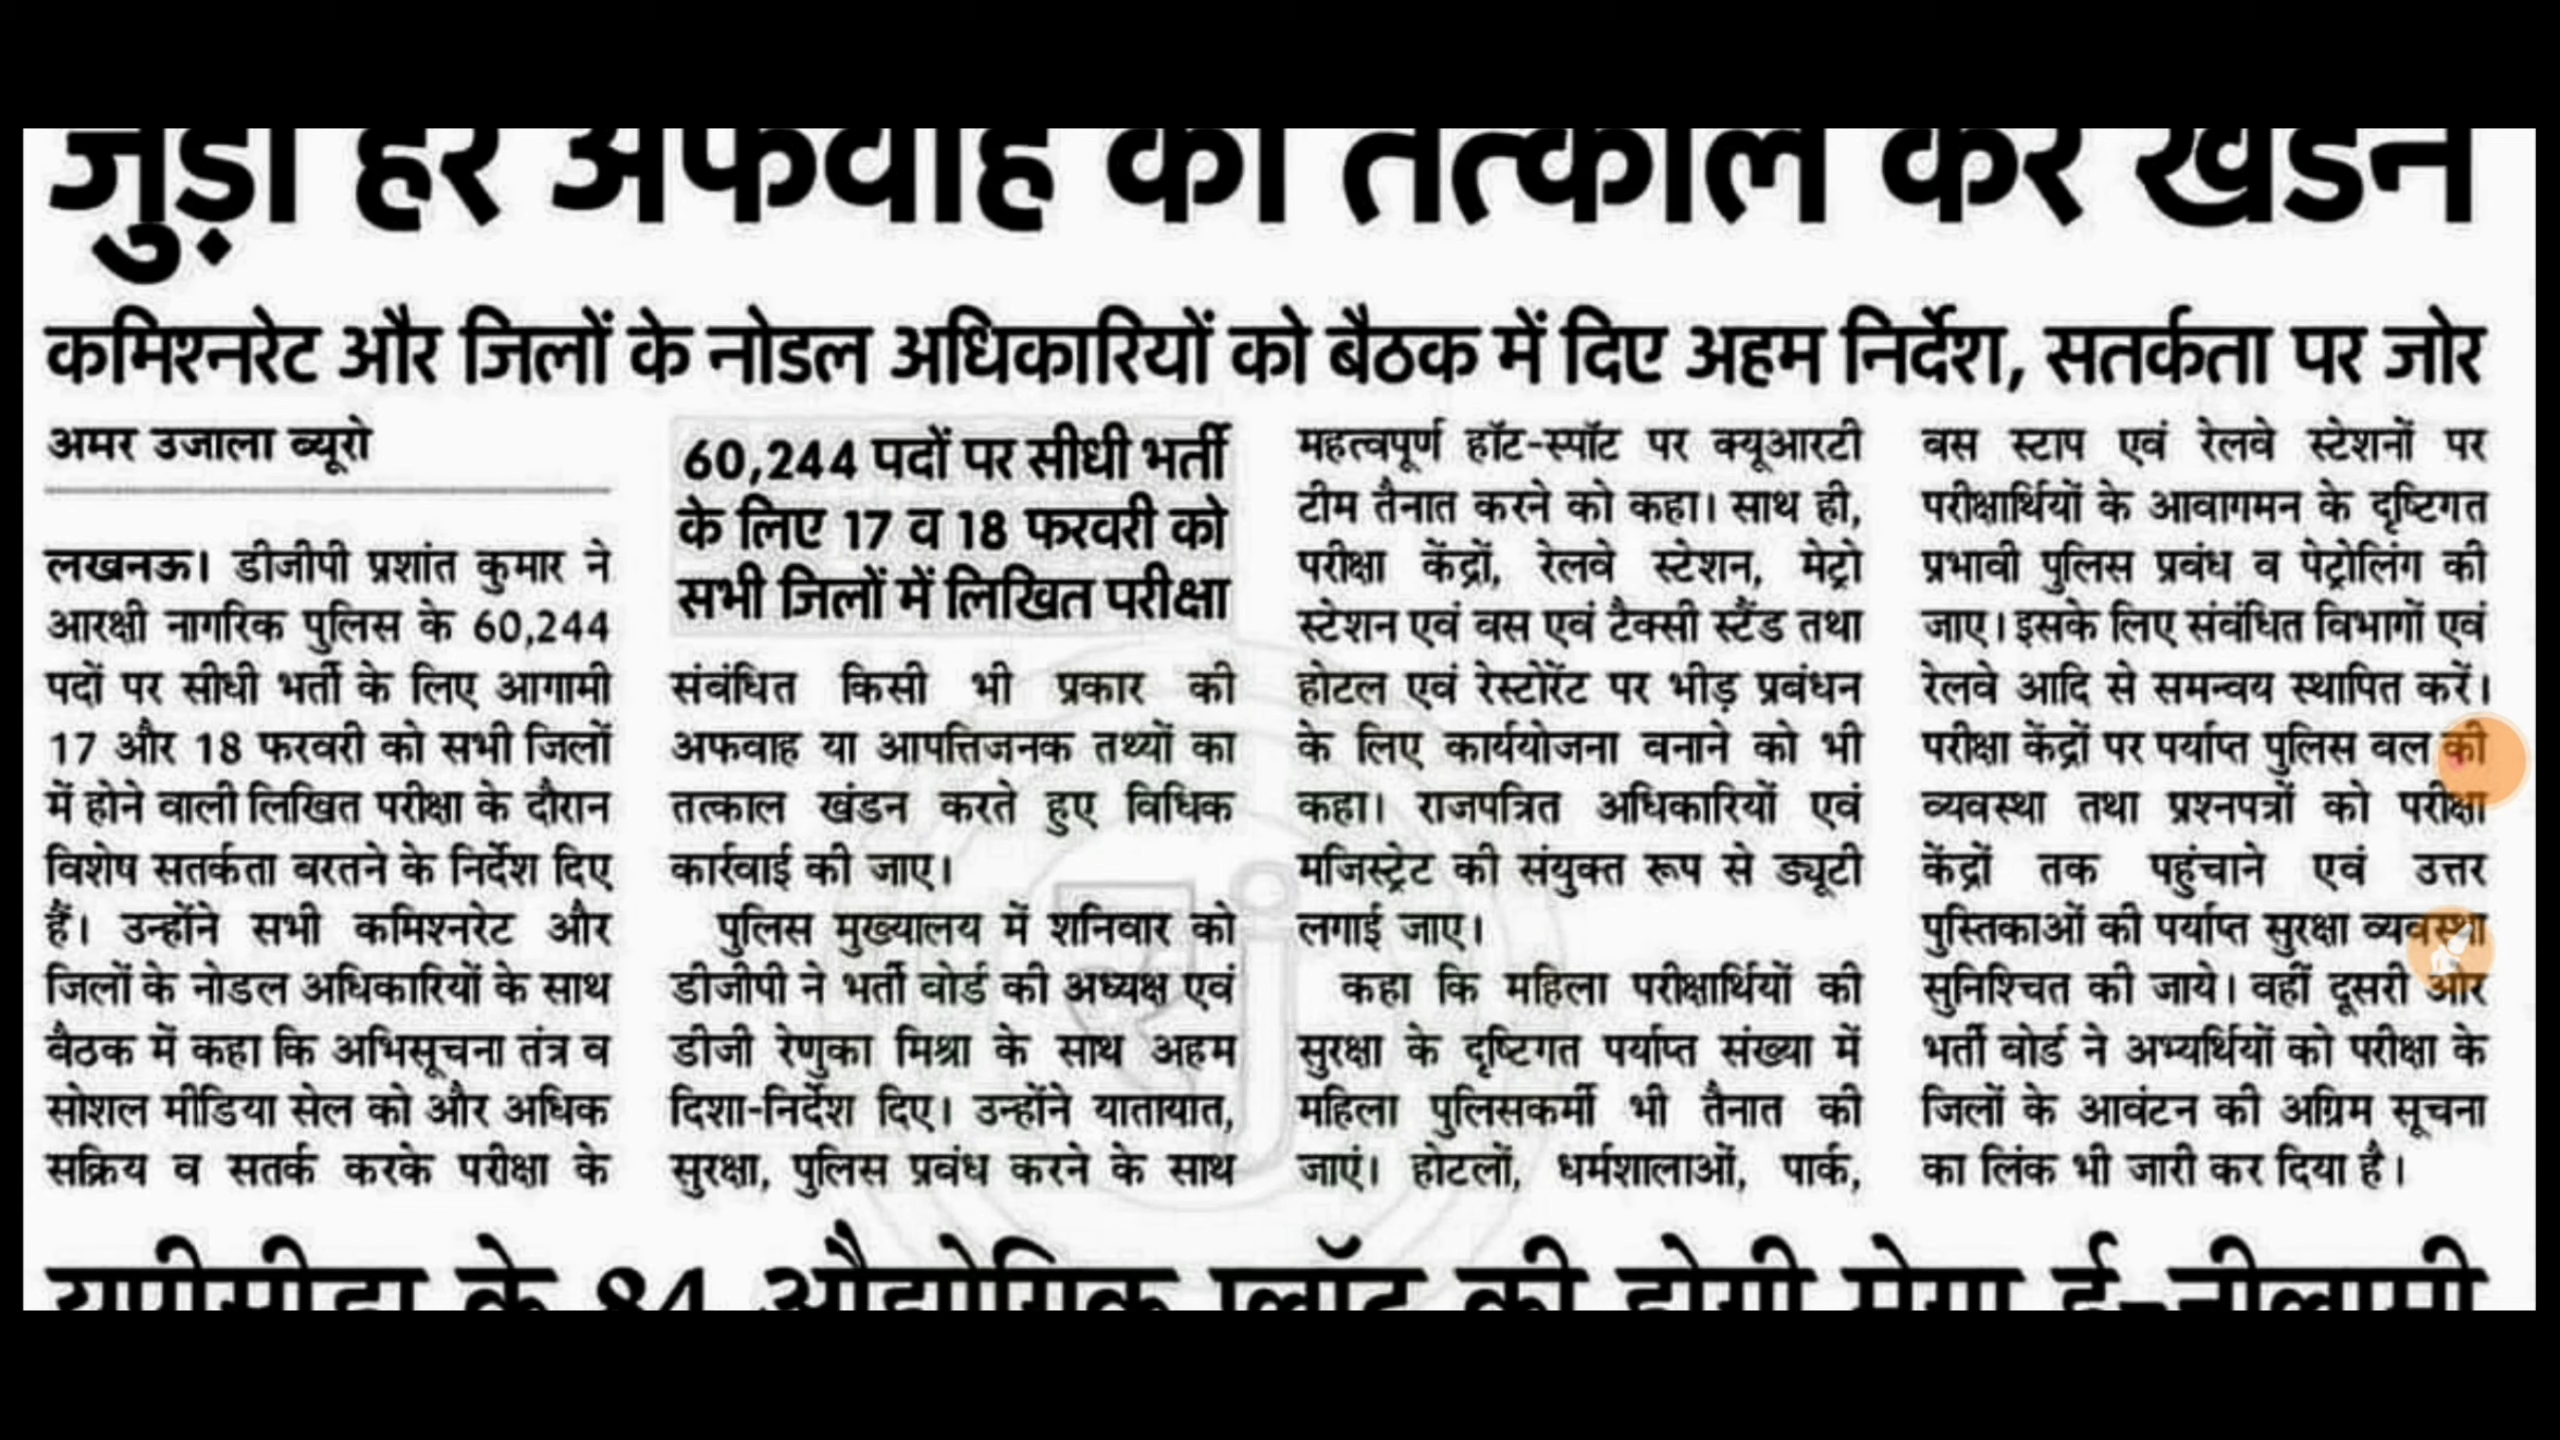 जुड़ी हर अफवाह का तत्काल करें खंडन
कमिश्नरेट और जिलों के नोडल अधिकारियों को बैठक में दिए अहम निर्देश, सतर्कता पर जोर
अमर उजाला ब्यूरो
लखनऊ। डीजीपी प्रशांत कुमार ने
आरक्षी नागरिक पुलिस के 60,244
पदों पर सीधी भर्ती के लिए आगामी
17 और 18 फरवरी को सभी जिलों
में होने वाली लिखित परीक्षा के दौरान
विशेष सतर्कता बरतने के निर्देश दिए
हैं। उन्होंने सभी कमिश्नरेट और
जिलों के नोडल अधिकारियों के साथ
बैठक में कहा कि अभिसूचना तंत्र व
सोशल मीडिया सेल को और अधिक
सक्रिय व सतर्क करके परीक्षा के
60,244 पदों पर सीधी भर्ती
के लिए 17 व 18 फरवरी को
सभी जिलों में लिखित परीक्षा
संबंधित किसी भी प्रकार की
अफवाह या आपत्तिजनक तथ्यों का
तत्काल खंडन करते हुए विधिक
कार्रवाई की जाए।
पुलिस मुख्यालय में शनिवार को
डीजीपी ने भर्ती बोर्ड की अध्यक्ष एवं
डीजी रेणुका मिश्रा के साथ अहम
दिशा-निर्देश दिए। उन्होंने यातायात,
सुरक्षा, पुलिस प्रबंध करने के साथ
महत्वपूर्ण हॉट-स्पॉट पर क्यूआरटी
टीम तैनात करने को कहा। साथ ही,
परीक्षा केंद्रों, रेलवे स्टेशन, मेट्रो
स्टेशन एवं बस एवं टैक्सी स्टैंड तथा
होटल एवं रेस्टोरेंट पर भीड़ प्रबंधन
के लिए कार्ययोजना बनाने को भी
कहा। राजपत्रित अधिकारियों एवं
मजिस्ट्रेट की संयुक्त रूप से ड्यूटी
लगाई जाए।
कहा कि महिला परीक्षार्थियों की
सुरक्षा के दृष्टिगत पर्याप्त संख्या में
महिला पुलिसकर्मी भी तैनात की
जाएं। होटलों, धर्मशालाओं, पार्क,
बस स्टाप एवं रेलवे स्टेशनों पर
परीक्षार्थियों के आवागमन के दृष्टिगत
प्रभावी पुलिस प्रबंध व पेट्रोलिंग की
जाए। इसके लिए संबंधित विभागों एवं
रेलवे आदि से समन्वय स्थापित करें।
परीक्षा केंद्रों पर पर्याप्त पुलिस बल की
व्यवस्था तथा प्रश्नपत्रों को परीक्षा
केंद्रों तक पहुंचाने एवं उत्तर
पुस्तिकाओं की पर्याप्त सुरक्षा व्यवस्था
सुनिश्चित की जाये। वहीं दूसरी ओर
भर्ती बोर्ड ने अभ्यर्थियों को परीक्षा के
जिलों के आवंटन की अग्रिम सूचना
का लिंक भी जारी कर दिया है।
यूपीसीडा के 84 औद्योगिक प्लॉट की होगी मेगा ई-नीलामी